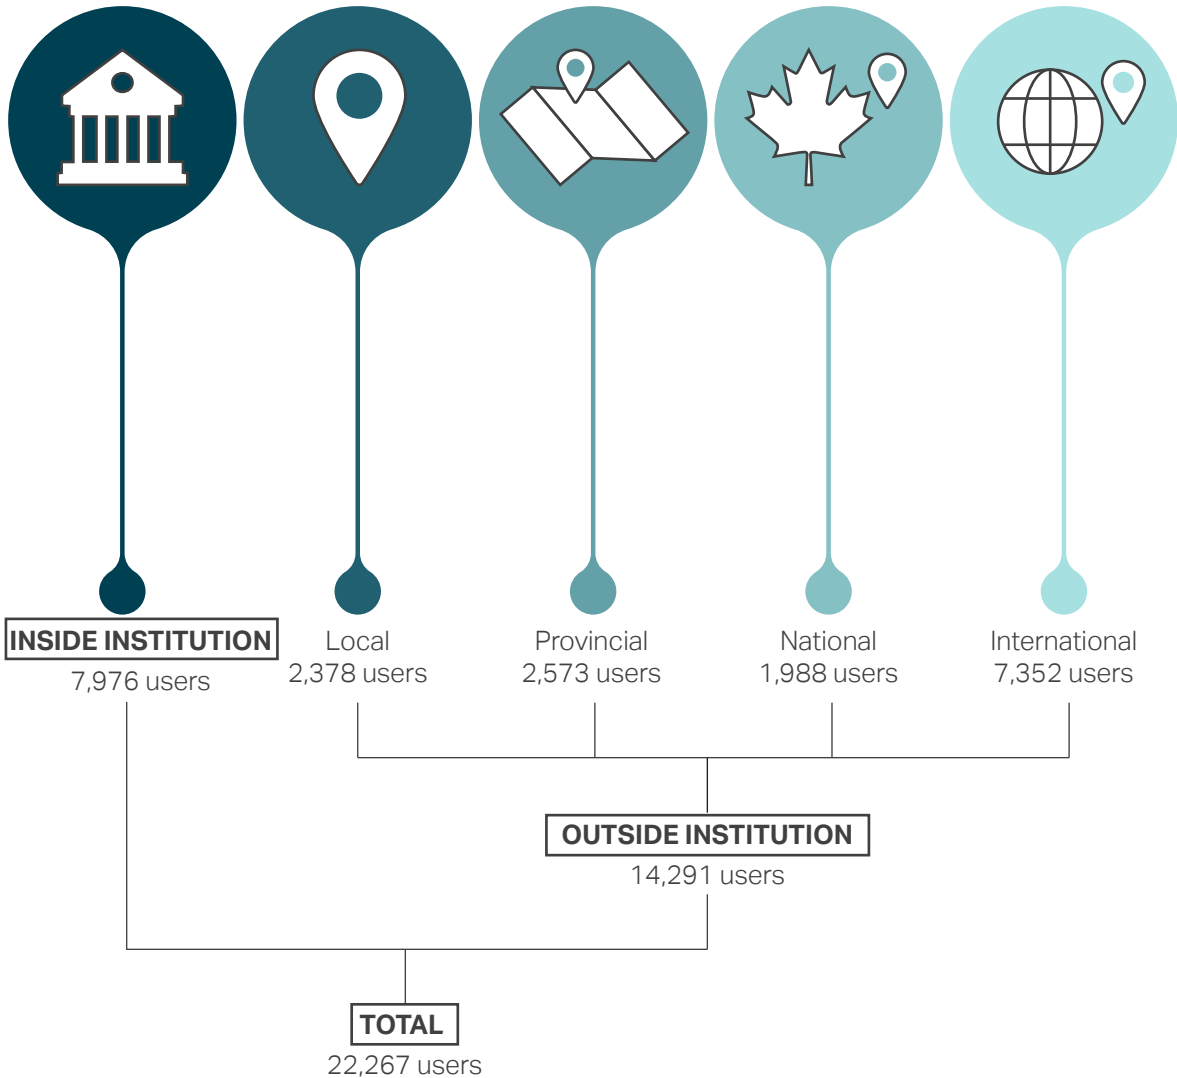 INSIDE INSTITUTION
7,976 users
Local
2,378 users
Provincial
2,573 users
National
1,988 users
International
7,352 users
OUTSIDE INSTITUTION
14,291 users
TOTAL
22,267 users